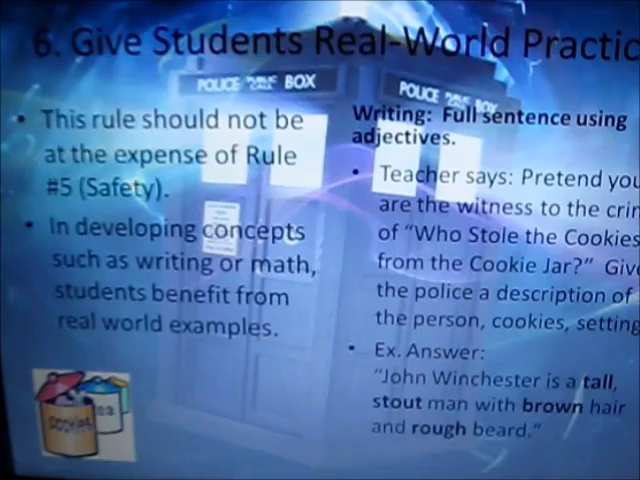 6. Give Students Real-World Practic
POLICE PUBLIC CALL BOX
POLICE PUBLIC CALL BOX
• This rule should not be
at the expense of Rule
#5 (Safety).
• In developing concepts
such as writing or math,
students benefit from
real world examples.
Writing: Full sentence using
adjectives.
• Teacher says: Pretend you
are the witness to the crim
of “Who Stole the Cookies
from the Cookie Jar?” Give
the police a description of
the person, cookies, setting
• Ex. Answer:
“John Winchester is a tall,
stout man with brown hair
and rough beard.”
cookies